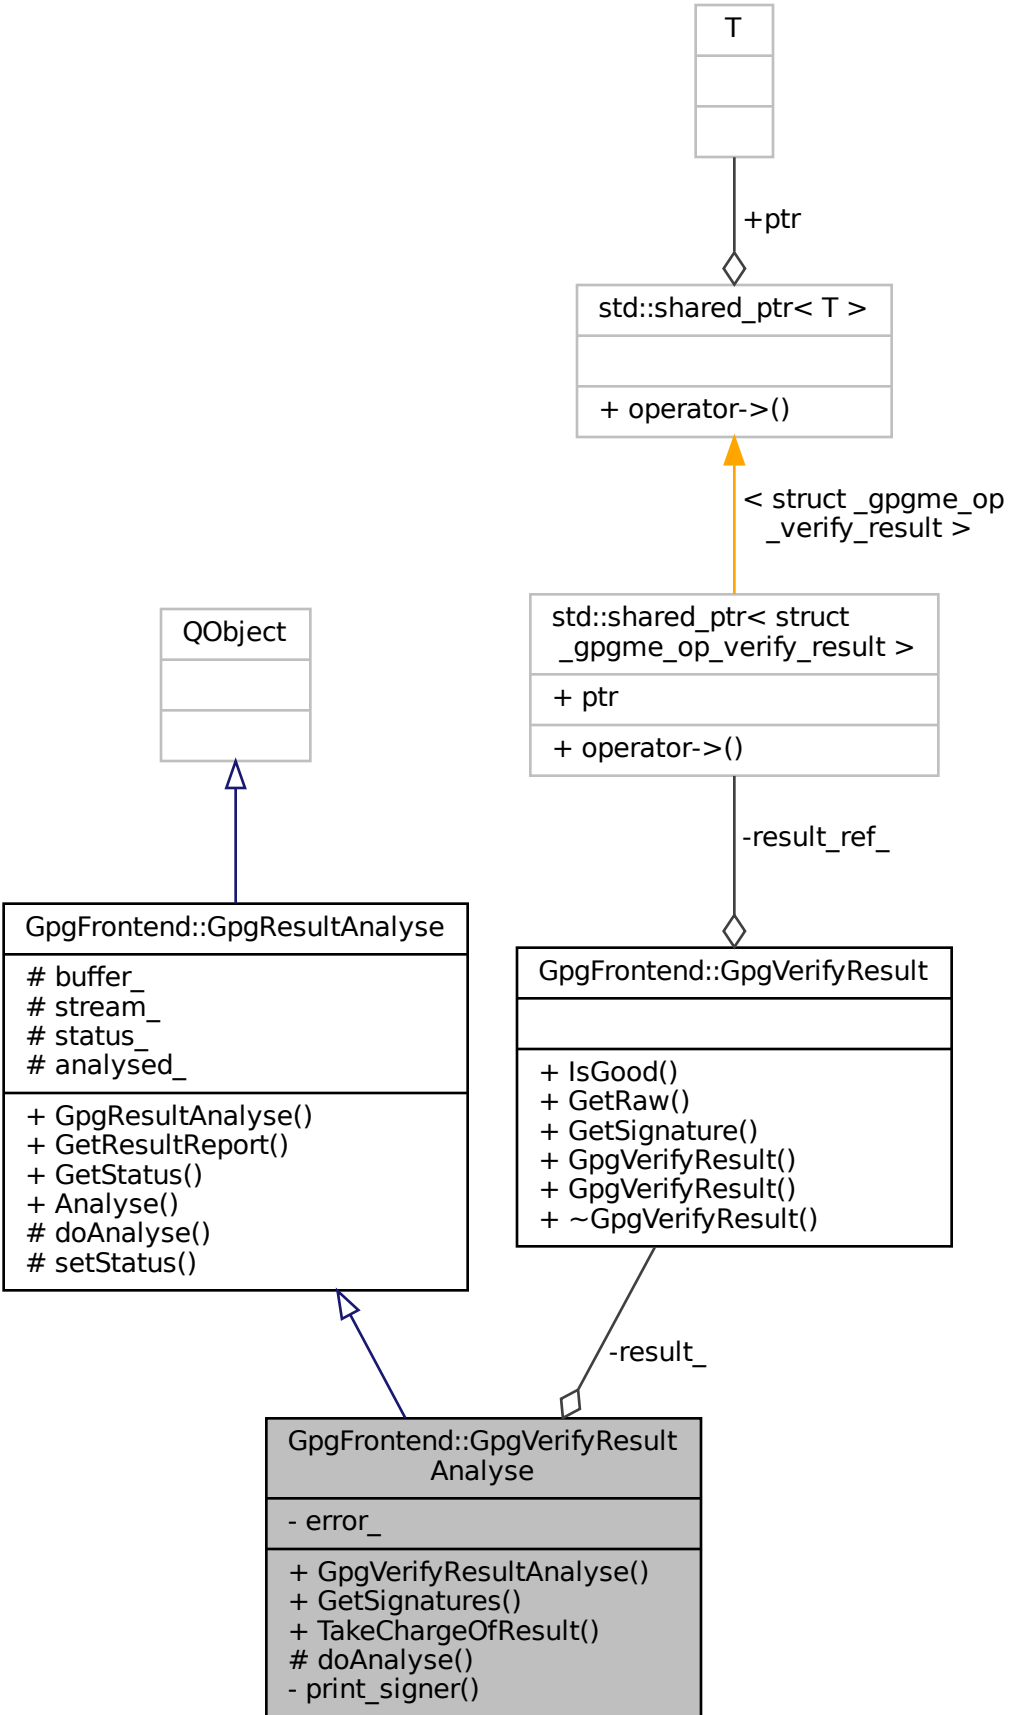 T
+ptr
std::shared_ptr< T >
+ operator->()
< struct _gpgme_op
_verify_result >
std::shared_ptr< struct
_gpgme_op_verify_result >
+ ptr
+ operator->()
QObject
-result_ref_
GpgFrontend::GpgResultAnalyse
# buffer_
# stream_
# status_
# analysed_
+ GpgResultAnalyse()
+ GetResultReport()
+ GetStatus()
+ Analyse()
# doAnalyse()
# setStatus()
GpgFrontend::GpgVerifyResult
+ IsGood()
+ GetRaw()
+ GetSignature()
+ GpgVerifyResult()
+ GpgVerifyResult()
+ ~GpgVerifyResult()
-result_
GpgFrontend::GpgVerifyResult
Analyse
- error_
+ GpgVerifyResultAnalyse()
+ GetSignatures()
+ TakeChargeOfResult()
# doAnalyse()
- print_signer()